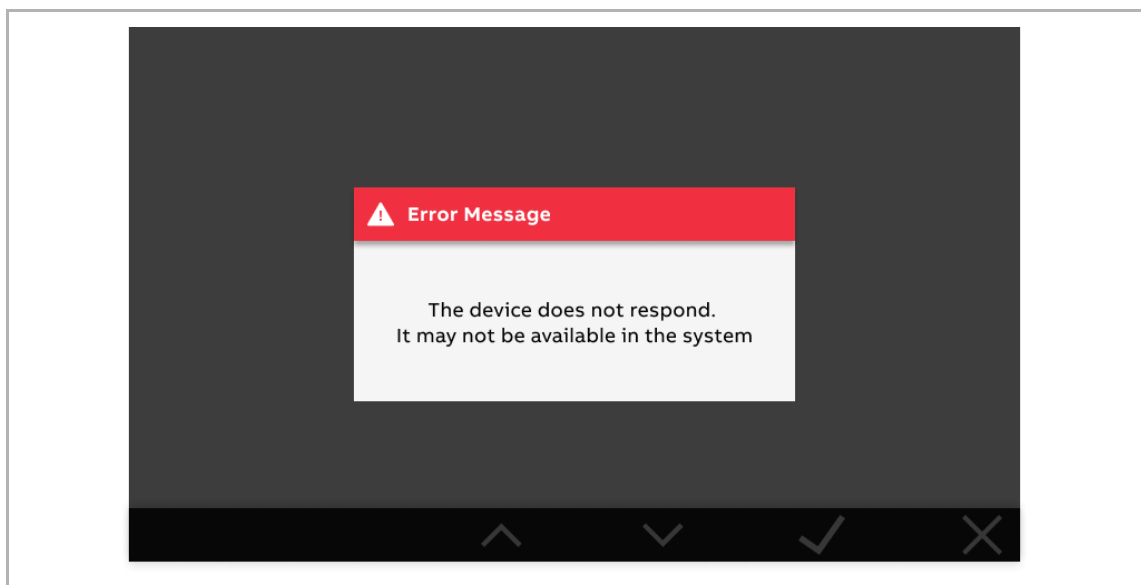 Error Message
The device does not respond.
It may not be available in the system